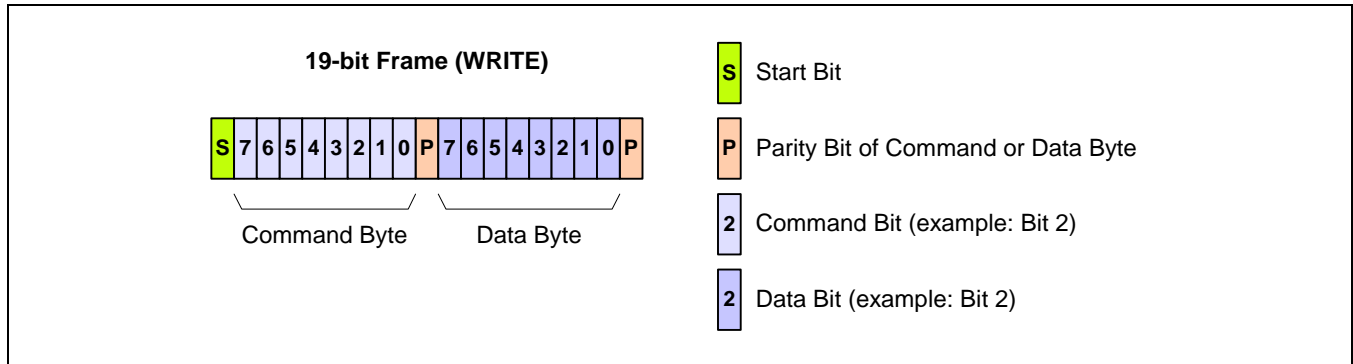 19-bit Frame (WRITE)
S 7 6 5 4 3 2 1 0 P 7 6 5 4 3 2 1 0 P
Command Byte Data Byte
S Start Bit
P Parity Bit of Command or Data Byte
2 Command Bit (example: Bit 2)
2 Data Bit (example: Bit 2)